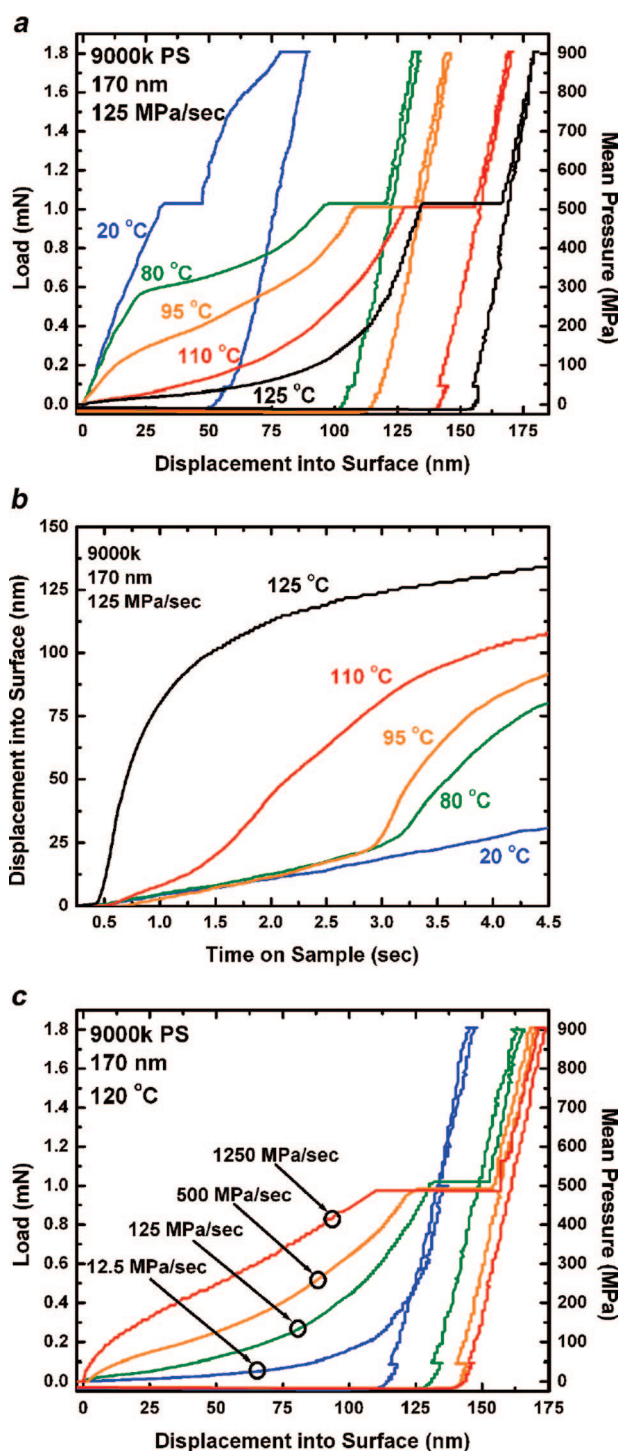 a
9000k PS
170 nm
125 MPa/sec
1.8
1.6
1.4
1.2
1.0
0.8
0.6
0.4
0.2
0.0
Load (mN)
900
800
700
600
500
400
300
200
100
0
Mean Pressure (MPa)
20 °C
80 °C
95 °C
110 °C
125 °C
0 25 50 75 100 125 150 175
Displacement into Surface (nm)
b
9000k
170 nm
125 MPa/sec
150
125
100
75
50
25
0
Displacement into Surface (nm)
125 °C
110 °C
95 °C
80 °C
20 °C
0.5 1.0 1.5 2.0 2.5 3.0 3.5 4.0 4.5
Time on Sample (sec)
c
9000k PS
170 nm
120 °C
1.8
1.6
1.4
1.2
1.0
0.8
0.6
0.4
0.2
0.0
Load (mN)
900
800
700
600
500
400
300
200
100
0
Mean Pressure (MPa)
1250 MPa/sec
500 MPa/sec
125 MPa/sec
12.5 MPa/sec
0 25 50 75 100 125 150 175
Displacement into Surface (nm)